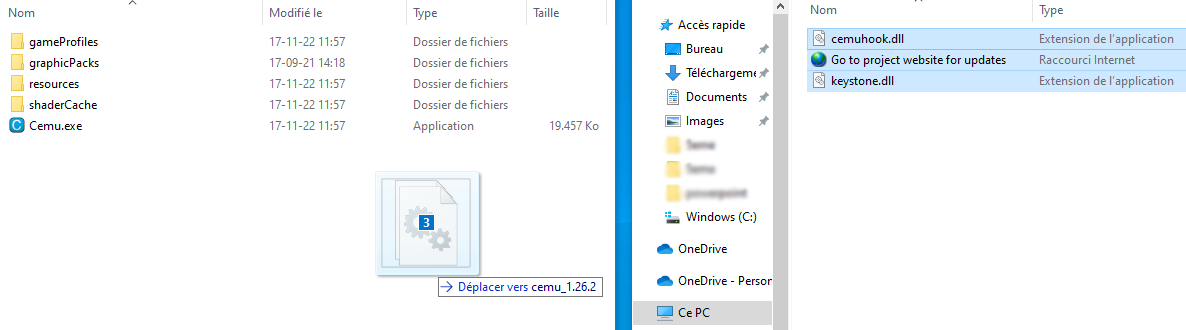 Nom Modifié le Type Taille
gameProfiles 17-11-22 11:57 Dossier de fichiers
graphicPacks 17-09-21 14:18 Dossier de fichiers
resources 17-11-22 11:57 Dossier de fichiers
shaderCache 17-11-22 11:57 Dossier de fichiers
Cemu.exe 17-11-22 11:57 Application 19.457 Ko
3
Déplacer vers cemu_1.26.2
Accès rapide
Bureau
Téléchargeme
Documents
Images
Windows (C:)
OneDrive
OneDrive - Person
Ce PC
Nom Type
cemuhook.dll Extension de l'application
Go to project website for updates Raccourci Internet
keystone.dll Extension de l'application